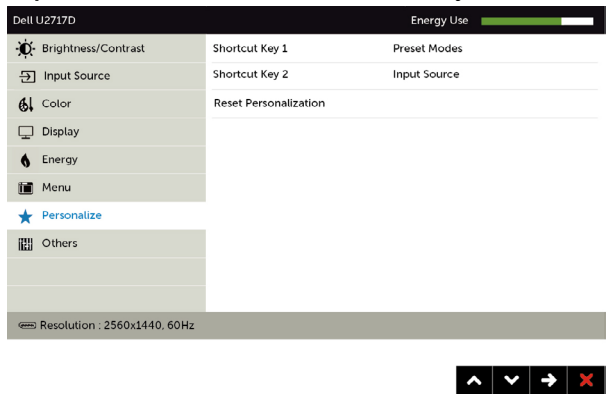 Dell U2717D Energy Use
Brightness/Contrast Shortcut Key 1 Preset Modes
Input Source Shortcut Key 2 Input Source
Color Reset Personalization
Display
Energy
Menu
Personalize
Others
Resolution : 2560x1440, 60Hz